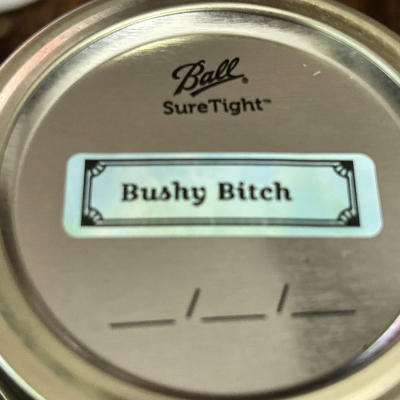 Ball®
SureTight™
Bushy Bitch
__/__/__